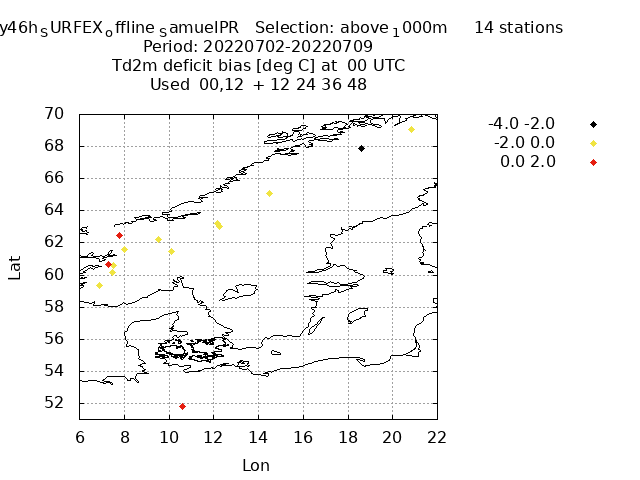 y46h_SURFEX_offline_SamuelPR Selection: above_1000m 14 stations
Period: 20220702-20220709
Td2m deficit bias [deg C] at 00 UTC
Used 00,12 + 12 24 36 48
-4.0 -2.0
-2.0 0.0
0.0 2.0
70
68
66
64
62
60
58
56
54
52
Lat
6 8 10 12 14 16 18 20 22
Lon